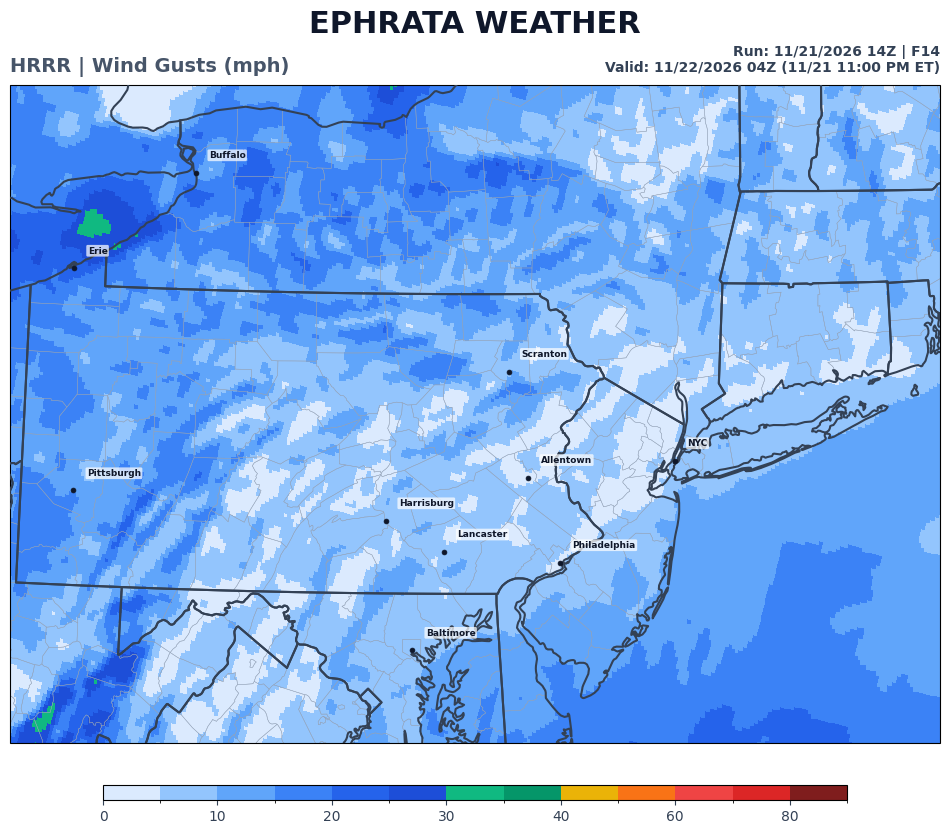 EPHRATA WEATHER
HRRR | Wind Gusts (mph)
Run: 11/21/2026 14Z | F14
Valid: 11/22/2026 04Z (11/21 11:00 PM ET)
Buffalo
Erie
Scranton
NYC
Allentown
Pittsburgh
Harrisburg
Lancaster
Philadelphia
Baltimore
0 10 20 30 40 50 60 70 80